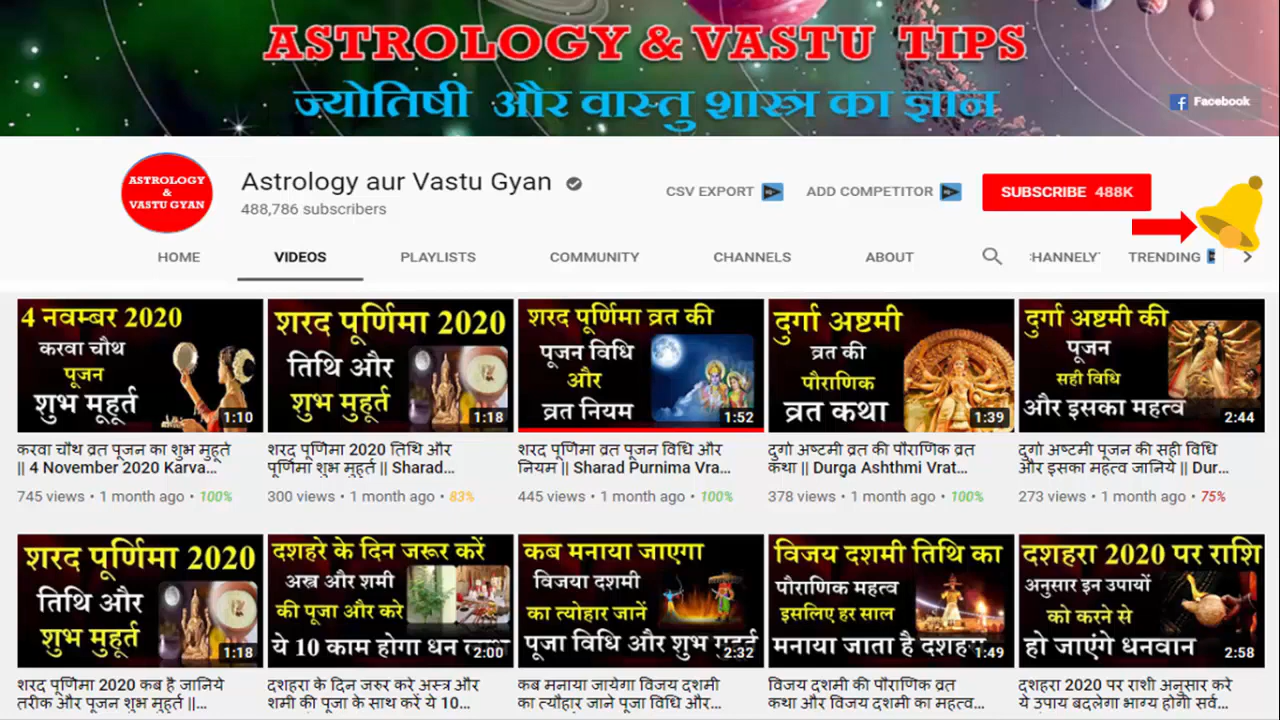 ASTROLOGY & VASTU TIPS
ज्योतिषी और वास्तु शास्त्र का ज्ञान
Facebook
ASTROLOGY
&
VASTU GYAN
Astrology aur Vastu Gyan
488,786 subscribers
CSV EXPORT
ADD COMPETITOR
SUBSCRIBE 488K
HOME
VIDEOS
PLAYLISTS
COMMUNITY
CHANNELS
ABOUT
HANNELY
TRENDING
4 नवम्बर 2020
करवा चौथ
पूजन
शुभ मुहूर्त
1:10
करवा चौथ व्रत पूजन का शुभ मुहूर्त
|| 4 November 2020 Karva...
745 views • 1 month ago • 100%
शरद पूर्णिमा 2020
तिथि और
शुभ मुहूर्त
1:18
शरद पूर्णिमा 2020 तिथि और
पूर्णिमा शुभ मुहूर्त || Sharad...
300 views • 1 month ago • 83%
शरद पूर्णिमा व्रत की
पूजन विधि
और
व्रत नियम
1:52
शरद पूर्णिमा व्रत पूजन विधि और
नियम || Sharad Purnima Vra...
445 views • 1 month ago • 100%
दुर्गा अष्टमी
व्रत की
पौराणिक
व्रत कथा
1:39
दुर्गा अष्टमी व्रत की पौराणिक व्रत
कथा || Durga Ashthmi Vrat...
378 views • 1 month ago • 100%
दुर्गा अष्टमी की
पूजन
सही विधि
और इसका महत्व
2:44
दुर्गा अष्टमी पूजन की सही विधि
और इसका महत्व जानिये || Dur...
273 views • 1 month ago • 75%
शरद पूर्णिमा 2020
तिथि और
शुभ मुहूर्त
1:18
शरद पूर्णिमा 2020 कब है जानिये
तरीक और पूजन शुभ मुहूर्त ||...
दशहरे के दिन जरूर करें
अस्त्र और शमी
की पूजा और करे
ये 10 काम होगा धन
2:00
दशहरा के दिन जरुर करे अस्त्र और
शमी की पूजा के साथ करें ये 10...
कब मनाया जाएगा
विजया दशमी
का त्योहार जानें
पूजा विधि और शुभ मुहूर्त
2:32
कब मनाया जायेगा विजय दशमी
का त्यौहार जाने पूजा विधि और...
विजय दशमी तिथि का
पौराणिक महत्व
इसलिए हर साल
मनाया जाता है दशहरा
1:49
विजय दशमी की पौराणिक व्रत
कथा और विजय दशमी का महत्व...
दशहरा 2020 पर राशि
अनुसार इन उपायों
को करने से
हो जाएंगे धनवान
2:58
दशहरा 2020 पर राशी अनुसार करे
ये उपाय बदलेगा भाग्य होगी सर्व...